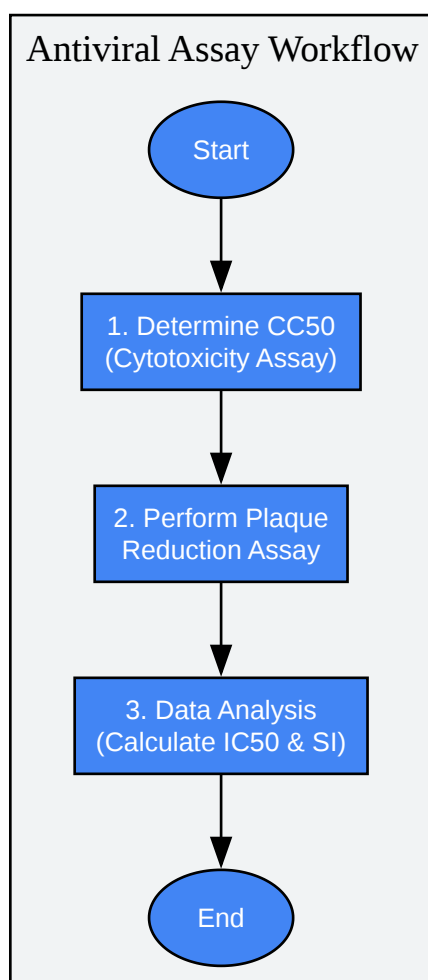 Antiviral Assay Workflow
Start
1. Determine CC50
(Cytotoxicity Assay)
2. Perform Plaque
Reduction Assay
3. Data Analysis
(Calculate IC50 & SI)
End